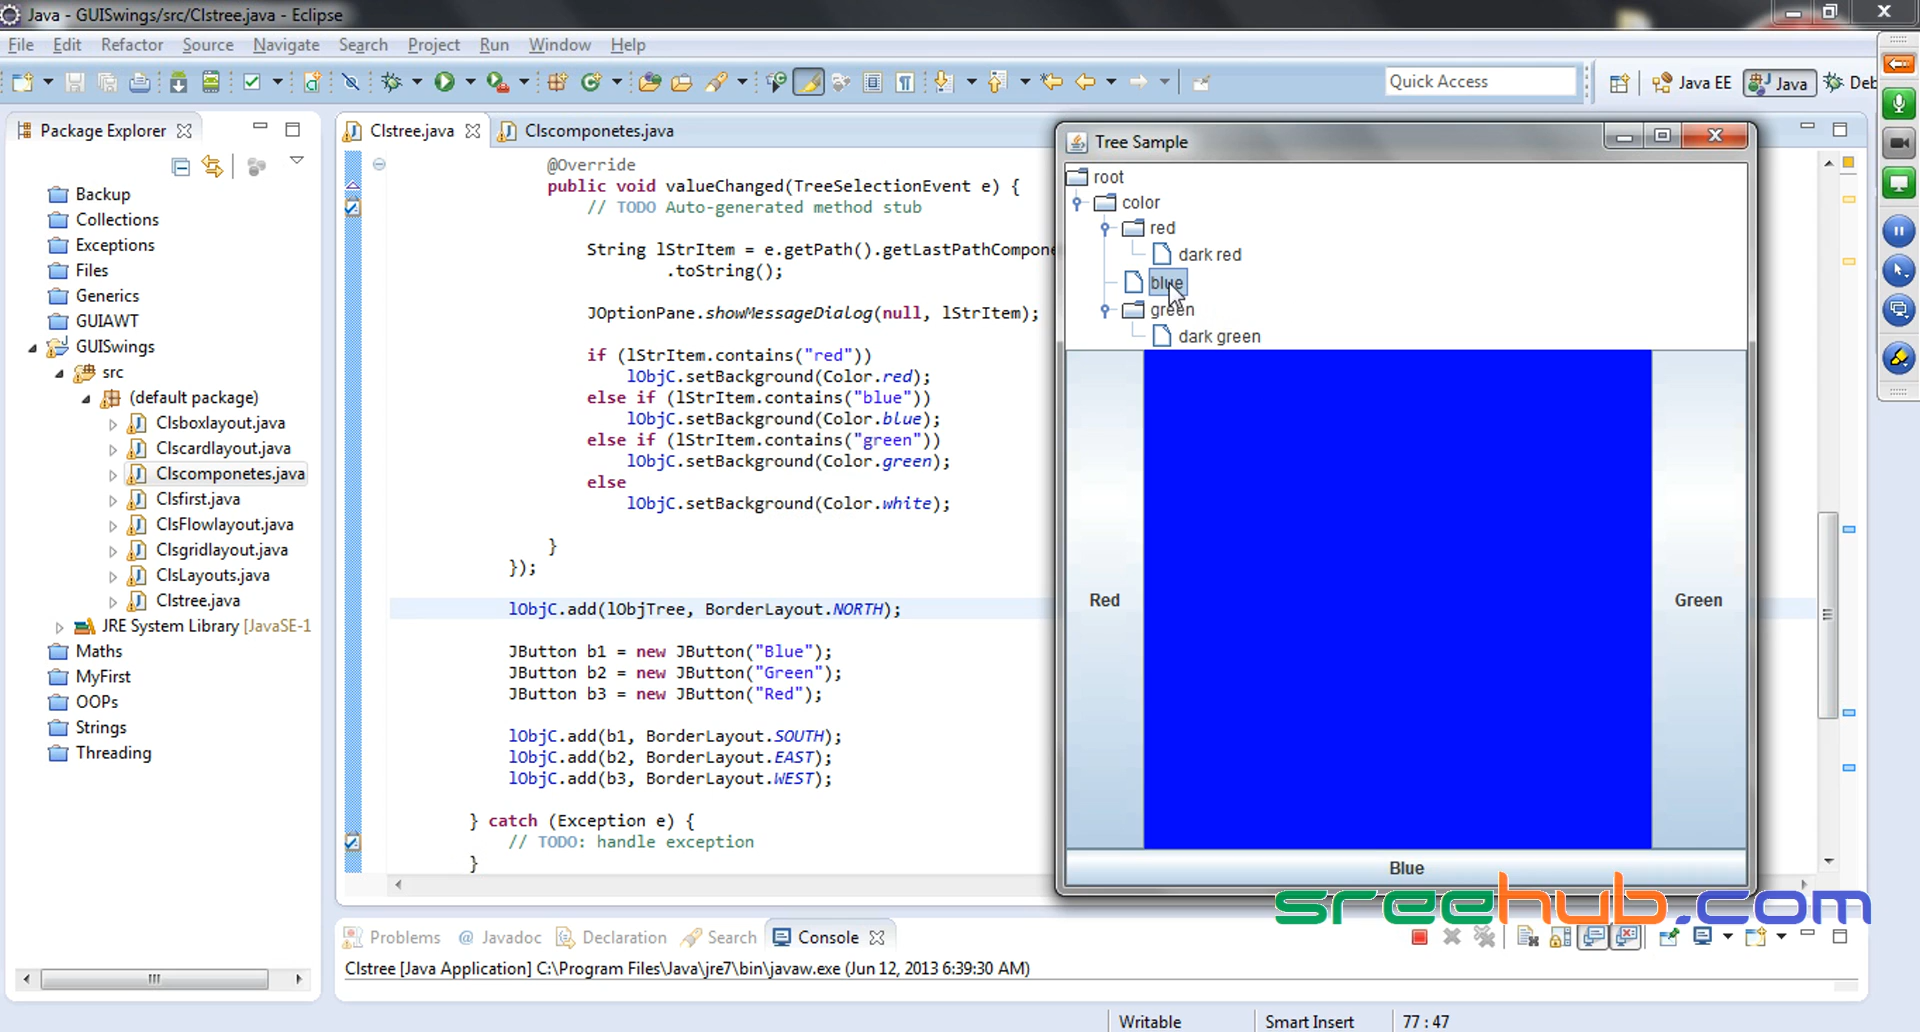 Java - GUISwings/src/Clstree.java - Eclipse
File Edit Refactor Source Navigate Search Project Run Window Help
Quick Access
Java EE
Java
Deb
Package Explorer
Clstree.java
Clscomponetes.java
Backup
Collections
Exceptions
Files
Generics
GUIAWT
GUISwings
src
(default package)
Clsboxlayout.java
Clscardlayout.java
Clscomponetes.java
Clsfirst.java
ClsFlowlayout.java
Clsgridlayout.java
ClsLayouts.java
Clstree.java
JRE System Library [JavaSE-1
Maths
MyFirst
OOPs
Strings
Threading
@Override
public void valueChanged(TreeSelectionEvent e) {
// TODO Auto-generated method stub
String lStrItem = e.getPath().getLastPathCompone
.toString();
JOptionPane.showMessageDialog(null, lStrItem);
if (lStrItem.contains("red"))
lObjC.setBackground(Color.red);
else if (lStrItem.contains("blue"))
lObjC.setBackground(Color.blue);
else if (lStrItem.contains("green"))
lObjC.setBackground(Color.green);
else
lObjC.setBackground(Color.white);
}
});
lObjC.add(lObjTree, BorderLayout.NORTH);
JButton b1 = new JButton("Blue");
JButton b2 = new JButton("Green");
JButton b3 = new JButton("Red");
lObjC.add(b1, BorderLayout.SOUTH);
lObjC.add(b2, BorderLayout.EAST);
lObjC.add(b3, BorderLayout.WEST);
} catch (Exception e) {
// TODO: handle exception
}
Tree Sample
root
color
red
dark red
blue
green
dark green
Red
Green
Blue
sreehub.com
Problems @ Javadoc Declaration Search Console
Clstree [Java Application] C:\Program Files\Java\jre7\bin\javaw.exe (Jun 12, 2013 6:39:30 AM)
Writable
Smart Insert
77 : 47